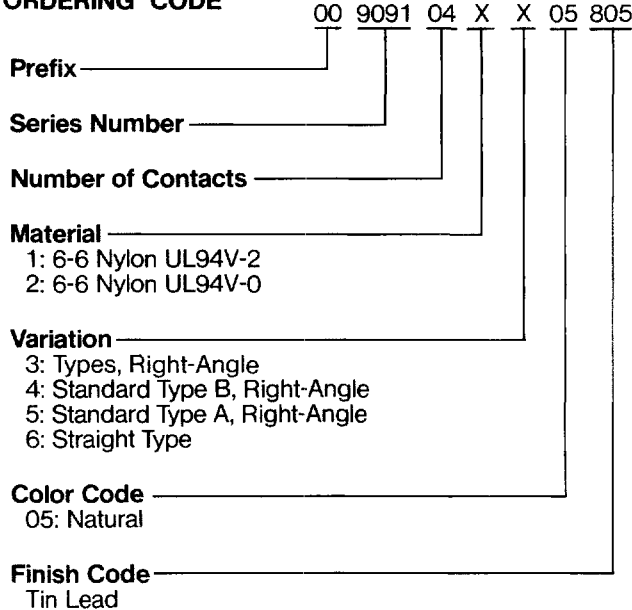 ORDERING CODE
00 9091 04 X X 05 805
Prefix
Series Number
Number of Contacts
Material
1: 6-6 Nylon UL94V-2
2: 6-6 Nylon UL94V-0
Variation
3: Types, Right-Angle
4: Standard Type B, Right-Angle
5: Standard Type A, Right-Angle
6: Straight Type
Color Code
05: Natural
Finish Code
Tin Lead